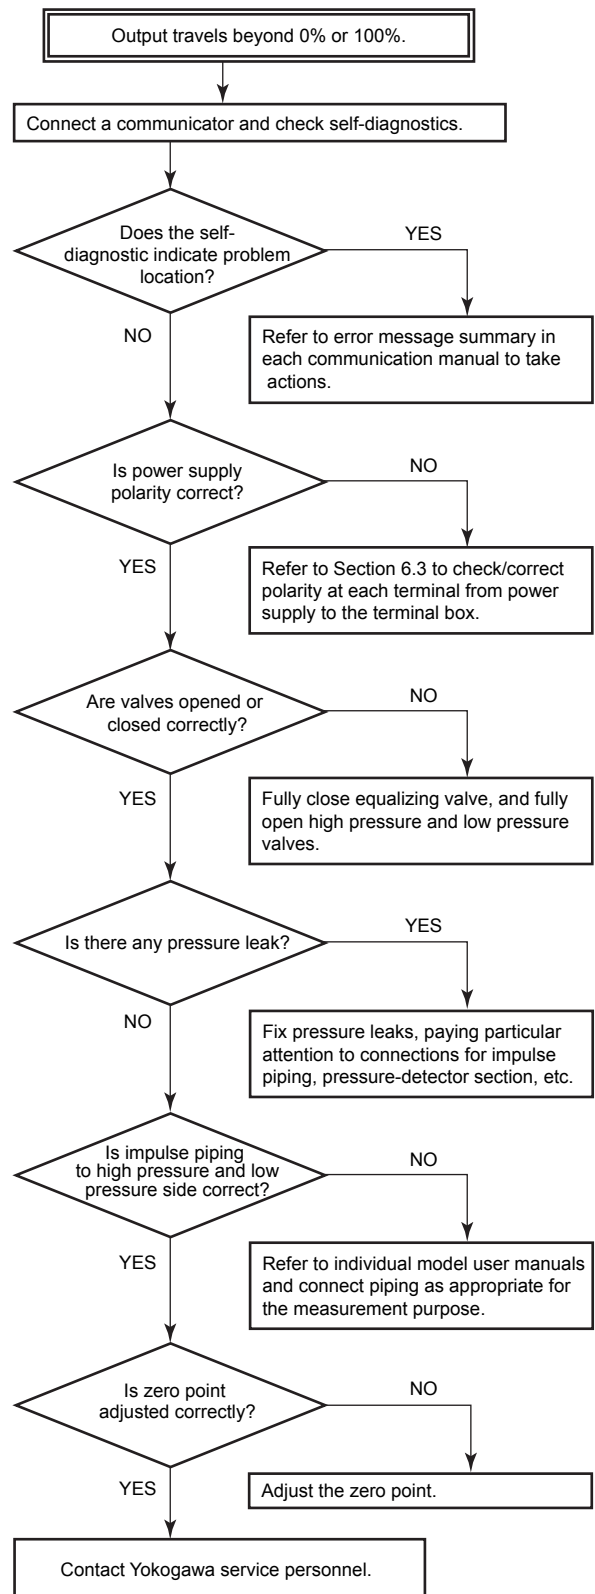 Output travels beyond 0% or 100%.
Connect a communicator and check self-diagnostics.
Does the self-
diagnostic indicate problem
location?
YES
NO
Refer to error message summary in
each communication manual to take
actions.
Is power supply
polarity correct?
NO
YES
Refer to Section 6.3 to check/correct
polarity at each terminal from power
supply to the terminal box.
Are valves opened or
closed correctly?
NO
YES
Fully close equalizing valve, and fully
open high pressure and low pressure
valves.
Is there any pressure leak?
YES
NO
Fix pressure leaks, paying particular
attention to connections for impulse
piping, pressure-detector section, etc.
Is impulse piping
to high pressure and low
pressure side correct?
NO
YES
Refer to individual model user manuals
and connect piping as appropriate for
the measurement purpose.
Is zero point
adjusted correctly?
NO
YES
Adjust the zero point.
Contact Yokogawa service personnel.